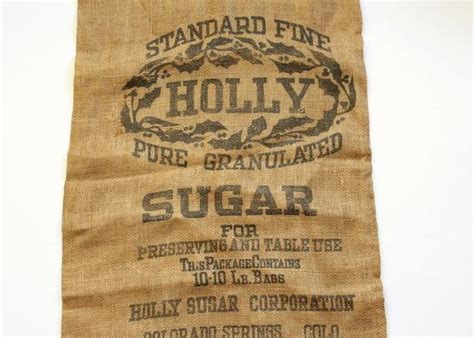 STANDARD FINE
HOLLY
PURE GRANULATED
SUGAR
FOR
PRESERVING AND TABLE USE
THIS PACKAGE CONTAINS
10-10 LB. BAGS
HOLLY SUGAR CORPORATION
COLORADO SPRINGS, COLO